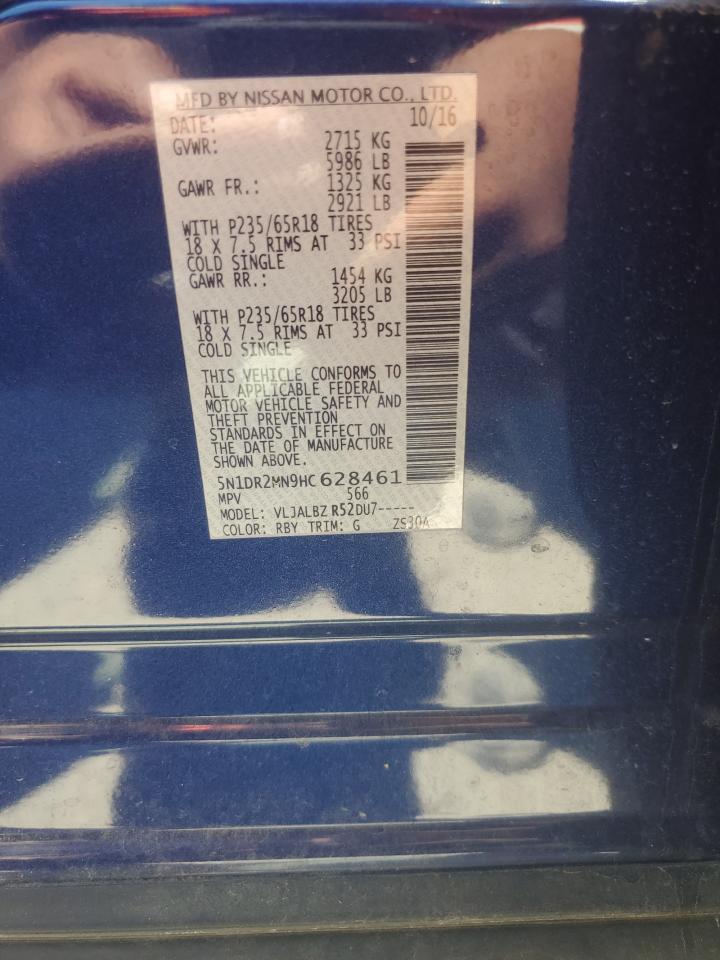 MFD BY NISSAN MOTOR CO., LTD.
DATE: 10/16
GVWR: 2715 KG
5986 LB
GAWR FR.: 1325 KG
2921 LB
WITH P235/65R18 TIRES
18 X 7.5 RIMS AT 33 PSI
COLD SINGLE
GAWR RR.: 1454 KG
3205 LB
WITH P235/65R18 TIRES
18 X 7.5 RIMS AT 33 PSI
COLD SINGLE
THIS VEHICLE CONFORMS TO
ALL APPLICABLE FEDERAL
MOTOR VEHICLE SAFETY AND
THEFT PREVENTION
STANDARDS IN EFFECT ON
THE DATE OF MANUFACTURE
SHOWN ABOVE.
5N1DR2MN9HC628461
MPV 566
MODEL: VLJALBZ R52DU7-----
COLOR: RBY TRIM: G ZS30A